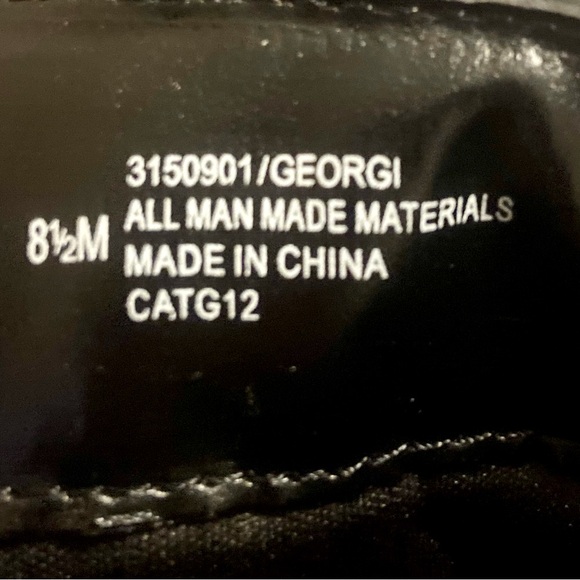 3150901/GEORGI
8½M
ALL MAN MADE MATERIALS
MADE IN CHINA
CATG12